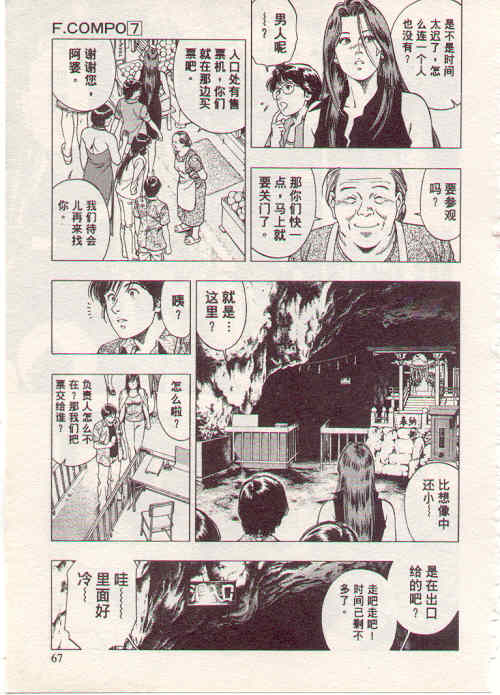 F.COMPO 7
是不是时间
太迟了，怎
么连一个人
也没有？
男人呢
～？
入口处有售
票机，你们
就在那边买
票吧。
谢谢您，
阿婆。
我们待会
儿再来找
你。
要参观
吗？
那你们快一
点，马上就
要关门了。
就是…
这里？
比想像中
还小～
奉納
咦？
怎么啦？
负责人怎么不
在？那我们把
票交给谁？
是在出口
给的吧？
走吧走吧！
时间已剩不
多了。
哇～～
里面好
冷～
67